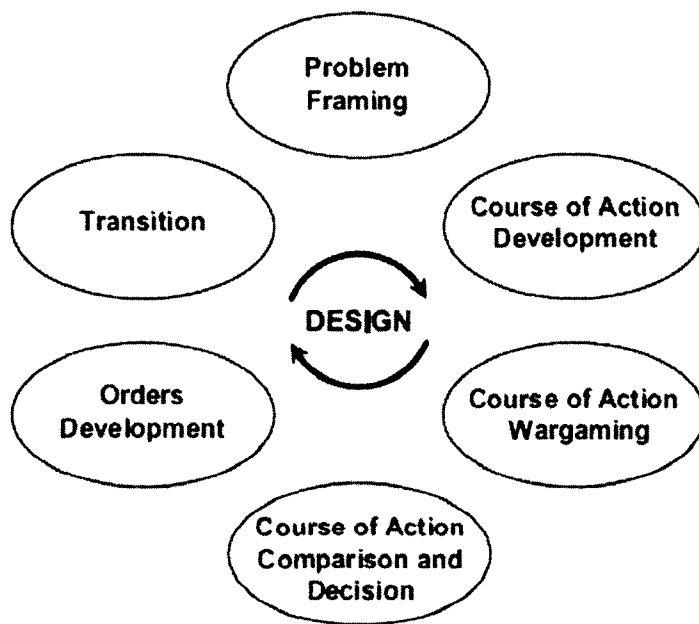 Problem
Framing
Course of Action
Development
Course of Action
Wargaming
Course of Action
Comparison and
Decision
Orders
Development
Transition
DESIGN